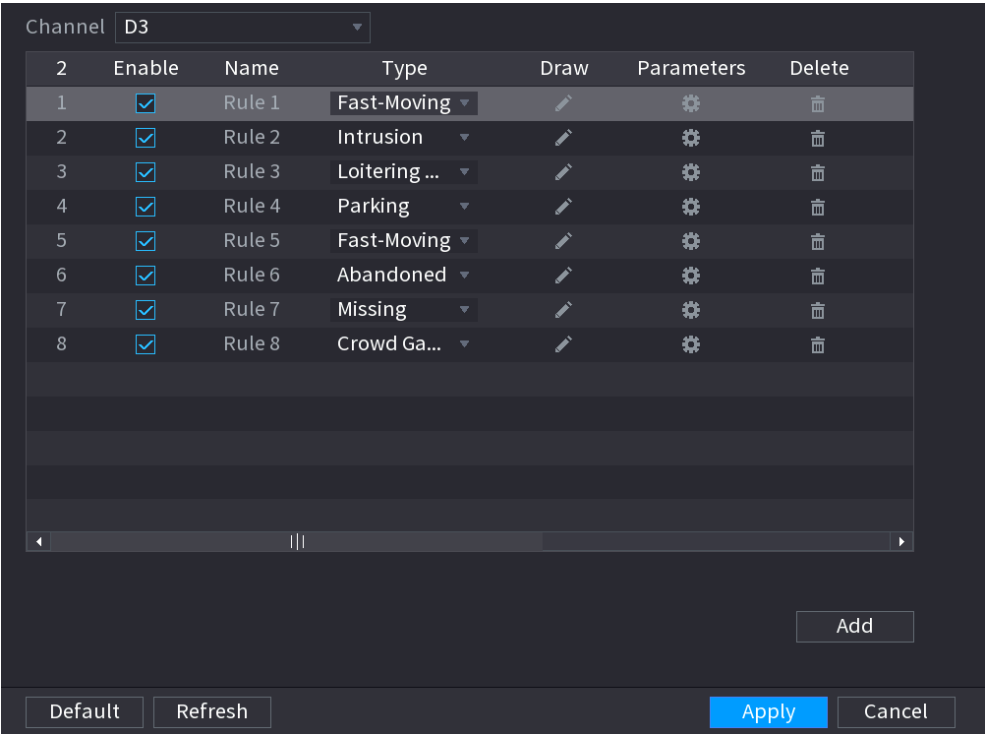 Channel D3
2 Enable Name Type Draw Parameters Delete
1 Rule 1 Fast-Moving
2 Rule 2 Intrusion
3 Rule 3 Loitering ...
4 Rule 4 Parking
5 Rule 5 Fast-Moving
6 Rule 6 Abandoned
7 Rule 7 Missing
8 Rule 8 Crowd Ga...
Add
Default Refresh Apply Cancel